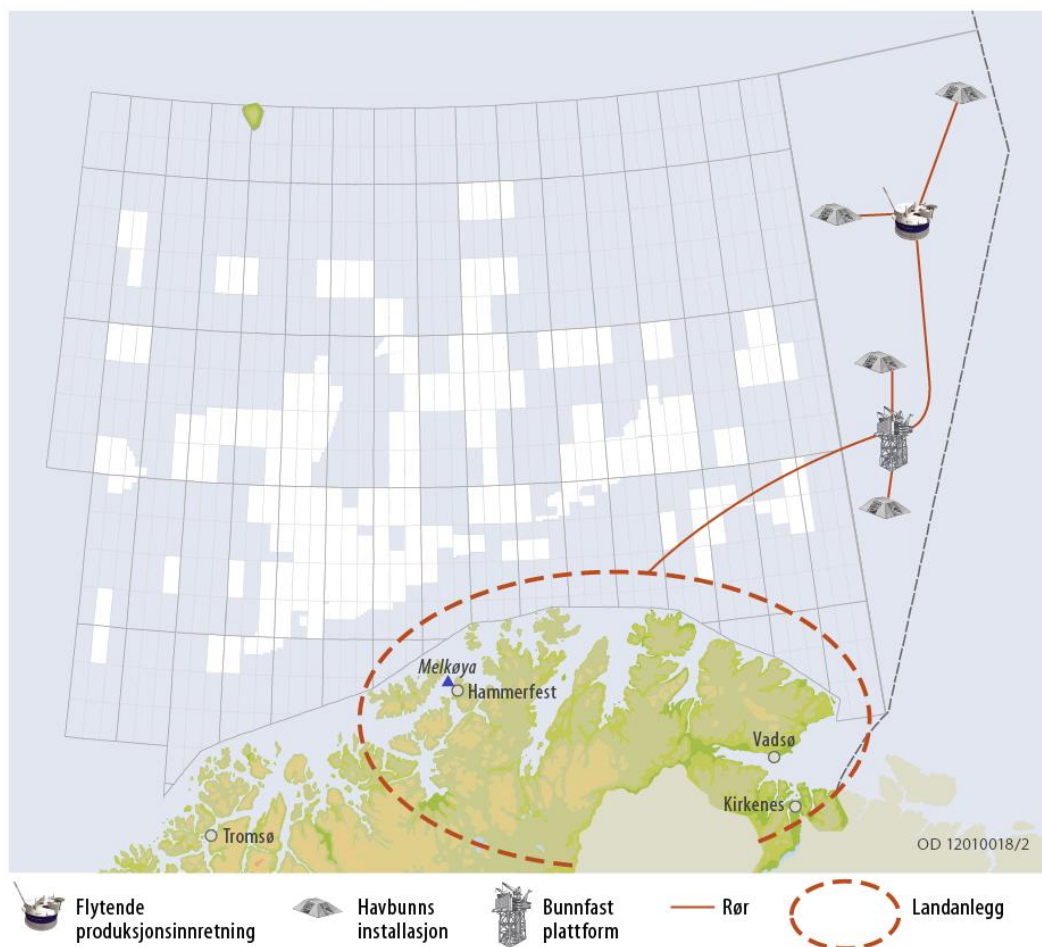 Melkøya
Hammerfest
Vadsø
Kirkenes
Tromsø
OD 12010018/2
Flytende
produksjonsinnretning
Havbunns
installasjon
Bunnfast
plattform
Rør
Landanlegg